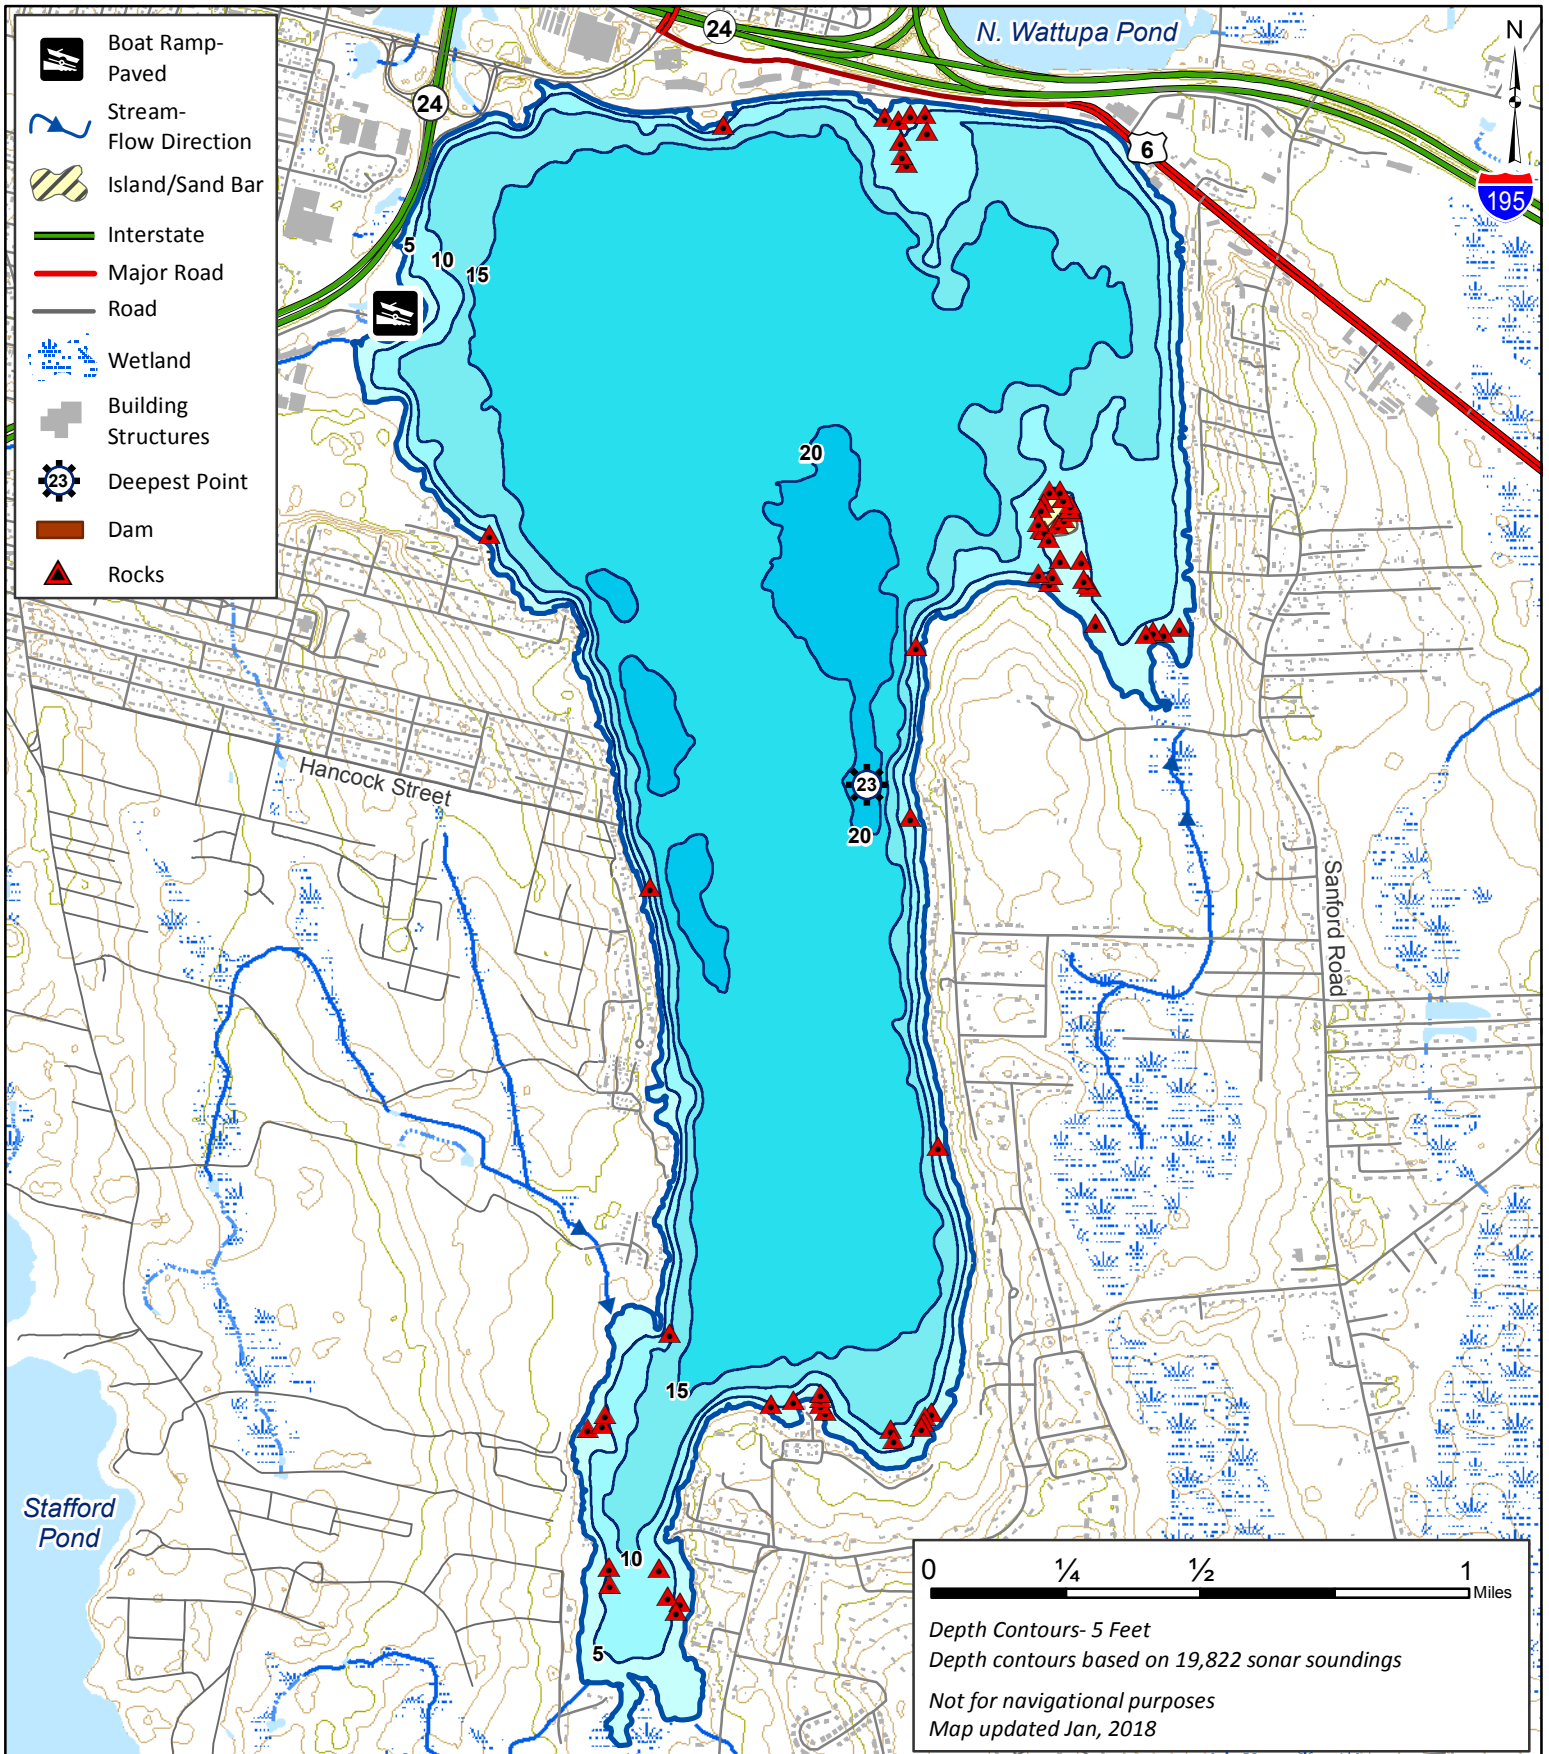 Boat Ramp-
Paved
Stream-
Flow Direction
Island/Sand Bar
Interstate
Major Road
Road
Wetland
Building
Structures
23
Deepest Point
Dam
Rocks
24
N. Wattupa Pond
N
24
6
195
5
10
15
20
23
20
Hancock Street
Sanford Road
15
Stafford
Pond
10
5
0 1/4 1/2 1
Miles
Depth Contours- 5 Feet
Depth contours based on 19,822 sonar soundings
Not for navigational purposes
Map updated Jan, 2018